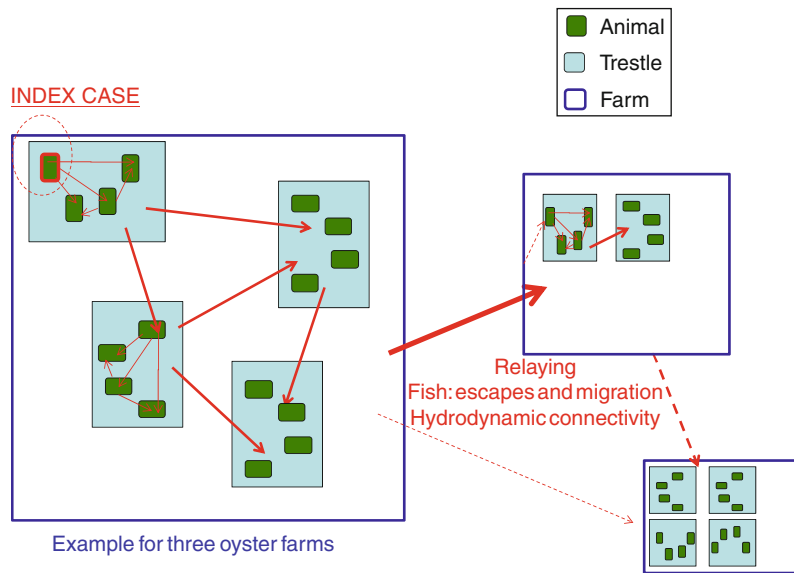 Animal
Trestle
Farm
INDEX CASE
Relaying
Fish: escapes and migration
Hydrodynamic connectivity
Example for three oyster farms